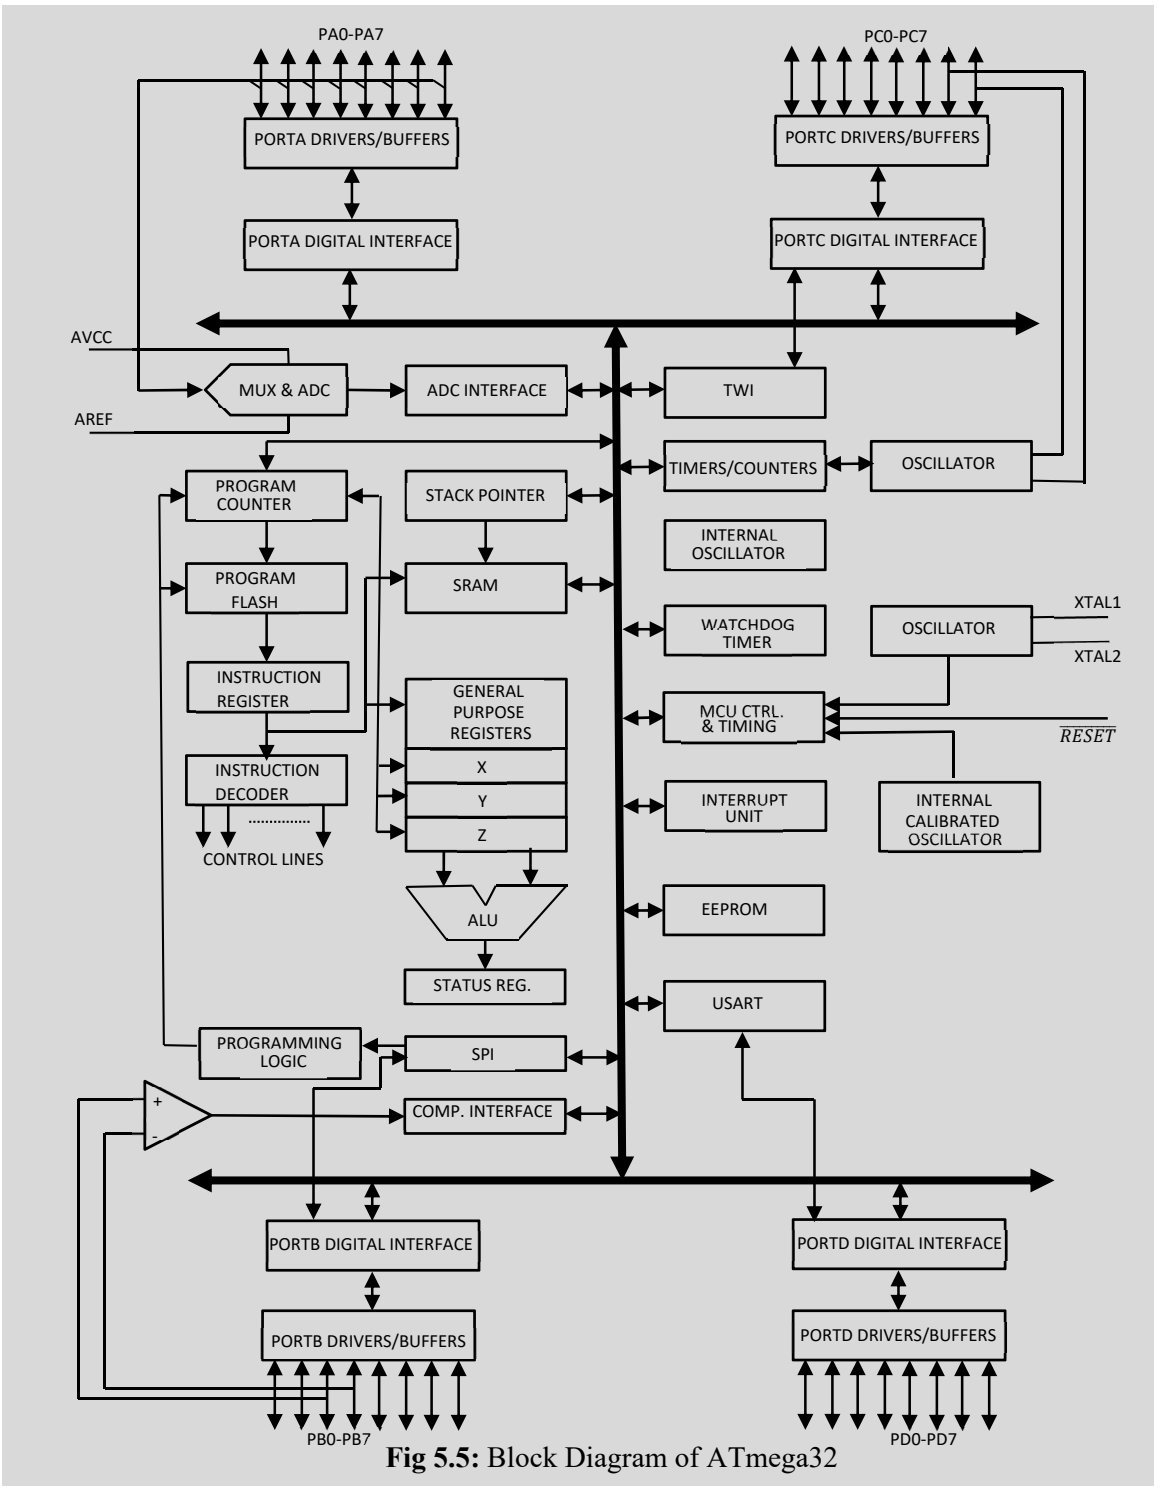 PA0-PA7
PC0-PC7
PORTA DRIVERS/BUFFERS
PORTC DRIVERS/BUFFERS
PORTA DIGITAL INTERFACE
PORTC DIGITAL INTERFACE
AVCC
MUX & ADC
ADC INTERFACE
TWI
AREF
PROGRAM
COUNTER
STACK POINTER
TIMERS/COUNTERS
OSCILLATOR
INTERNAL
OSCILLATOR
PROGRAM
FLASH
SRAM
WATCHDOG
TIMER
OSCILLATOR
XTAL1
XTAL2
INSTRUCTION
REGISTER
GENERAL
PURPOSE
REGISTERS
MCU CTRL.
& TIMING
RESET
INSTRUCTION
DECODER
X
Y
Z
INTERRUPT
UNIT
INTERNAL
CALIBRATED
OSCILLATOR
...............
CONTROL LINES
ALU
EEPROM
STATUS REG.
USART
PROGRAMMING
LOGIC
SPI
+
-
COMP. INTERFACE
PORTB DIGITAL INTERFACE
PORTD DIGITAL INTERFACE
PORTB DRIVERS/BUFFERS
PORTD DRIVERS/BUFFERS
PB0-PB7
PD0-PD7
Fig 5.5: Block Diagram of ATmega32